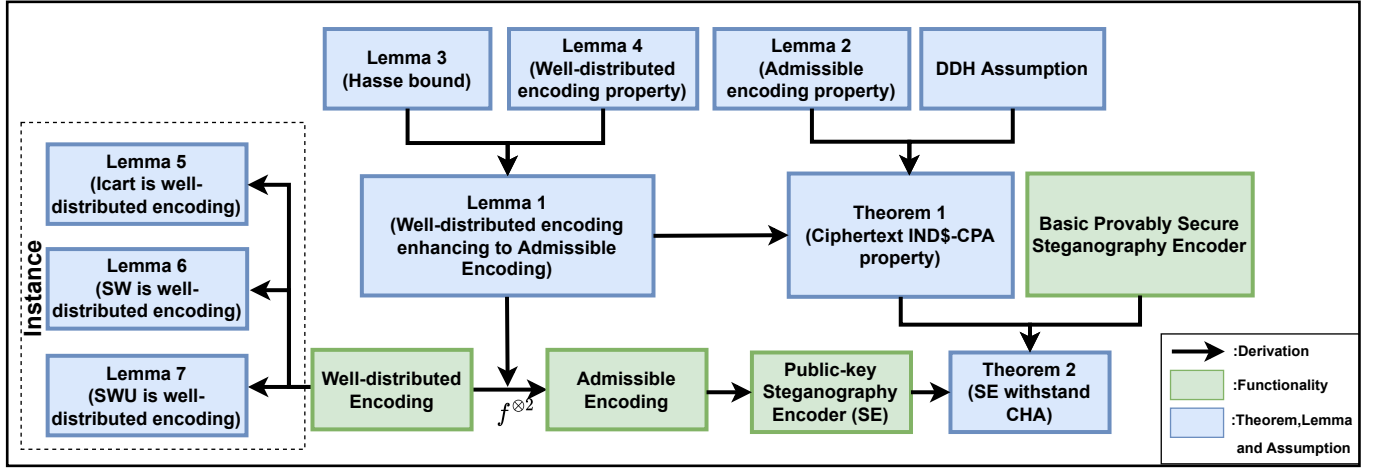 Lemma 3
(Hasse bound)
Lemma 4
(Well-distributed
encoding property)
Lemma 2
(Admissible
encoding property)
DDH Assumption
Instance
Lemma 5
(Icart is well-
distributed encoding)
Lemma 6
(SW is well-
distributed encoding)
Lemma 7
(SWU is well-
distributed encoding)
Lemma 1
(Well-distributed encoding
enhancing to Admissible
Encoding)
Theorem 1
(Ciphertext IND$-CPA
property)
Basic Provably Secure
Steganography Encoder
Well-distributed
Encoding
f⊗2
Admissible
Encoding
Public-key
Steganography
Encoder (SE)
Theorem 2
(SE withstand
CHA)
:Derivation
:Functionality
:Theorem,Lemma
and Assumption